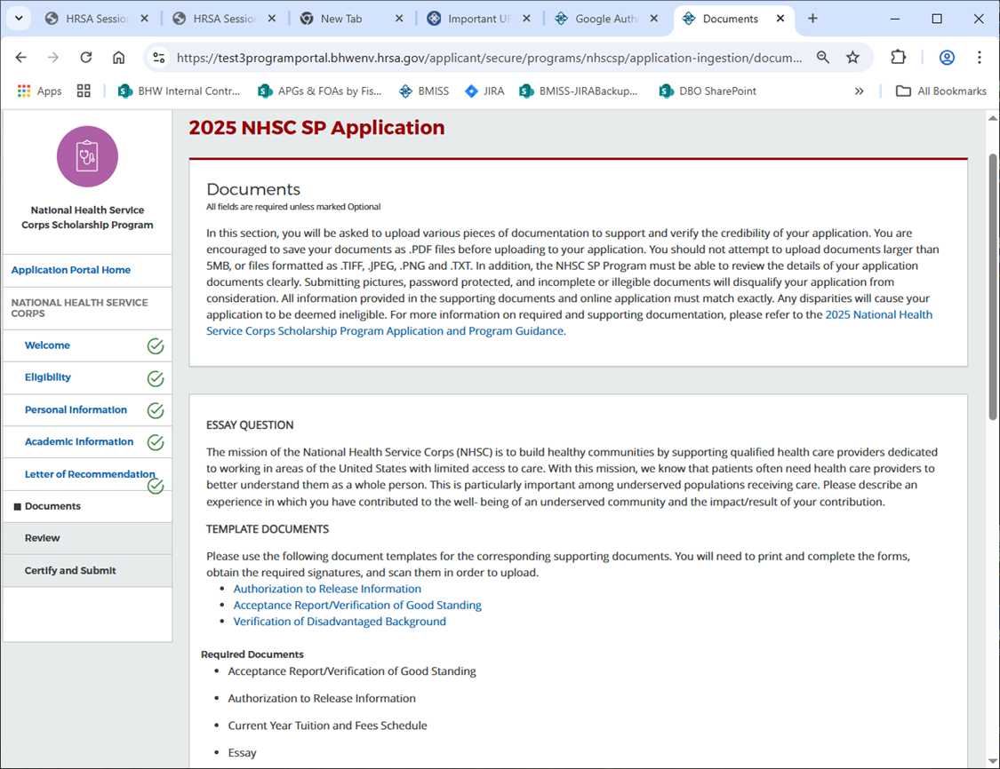 HRSA Sessio
HRSA Sessio
New Tab
Important U
Google Auth
Documents
https://test3programportal.bhwenv.hrsa.gov/applicant/secure/programs/nhscsp/application-ingestion/docum...
Apps
BHW Internal Contr...
APGs & FOAs by Fis...
BMISS
JIRA
BMISS-JIRABackup...
DBO SharePoint
»
All Bookmarks
National Health Service
Corps Scholarship Program
Application Portal Home
NATIONAL HEALTH SERVICE
CORPS
Welcome
Eligibility
Personal Information
Academic Information
Letter of Recommendation
Documents
Review
Certify and Submit
2025 NHSC SP Application
Documents
All fields are required unless marked Optional
In this section, you will be asked to upload various pieces of documentation to support and verify the credibility of your application. You are
encouraged to save your documents as .PDF files before uploading to your application. You should not attempt to upload documents larger than
5MB, or files formatted as .TIFF, .JPEG, .PNG and .TXT. In addition, the NHSC SP Program must be able to review the details of your application
documents clearly. Submitting pictures, password protected, and incomplete or illegible documents will disqualify your application from
consideration. All information provided in the supporting documents and online application must match exactly. Any disparities will cause your
application to be deemed ineligible. For more information on required and supporting documentation, please refer to the 2025 National Health
Service Corps Scholarship Program Application and Program Guidance.
ESSAY QUESTION
The mission of the National Health Service Corps (NHSC) is to build healthy communities by supporting qualified health care providers dedicated
to working in areas of the United States with limited access to care. With this mission, we know that patients often need health care providers to
better understand them as a whole person. This is particularly important among underserved populations receiving care. Please describe an
experience in which you have contributed to the well- being of an underserved community and the impact/result of your contribution.
TEMPLATE DOCUMENTS
Please use the following document templates for the corresponding supporting documents. You will need to print and complete the forms,
obtain the required signatures, and scan them in order to upload.
• Authorization to Release Information
• Acceptance Report/Verification of Good Standing
• Verification of Disadvantaged Background
Required Documents
• Acceptance Report/Verification of Good Standing
• Authorization to Release Information
• Current Year Tuition and Fees Schedule
• Essay